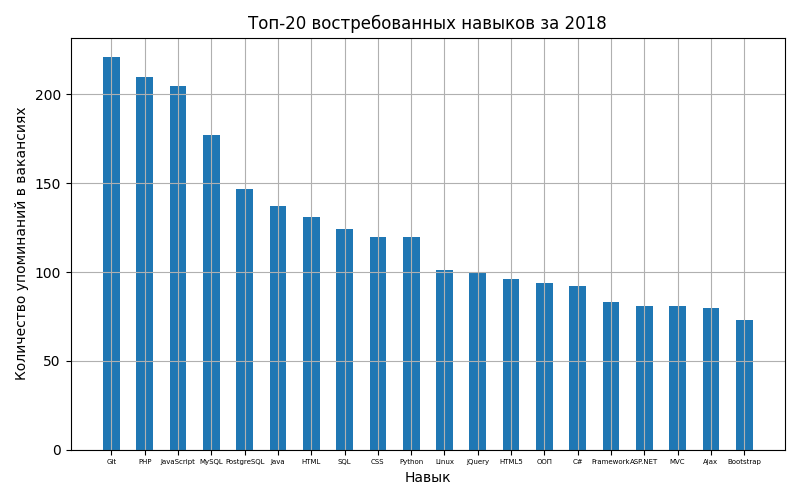 Топ-20 востребованных навыков за 2018
Количество упоминаний в вакансиях
200
150
100
50
0
Git PHP JavaScript MySQL PostgreSQL Java HTML SQL CSS Python Linux jQuery HTML5 ООП C# Framework ASP.NET MVC Ajax Bootstrap
Навык